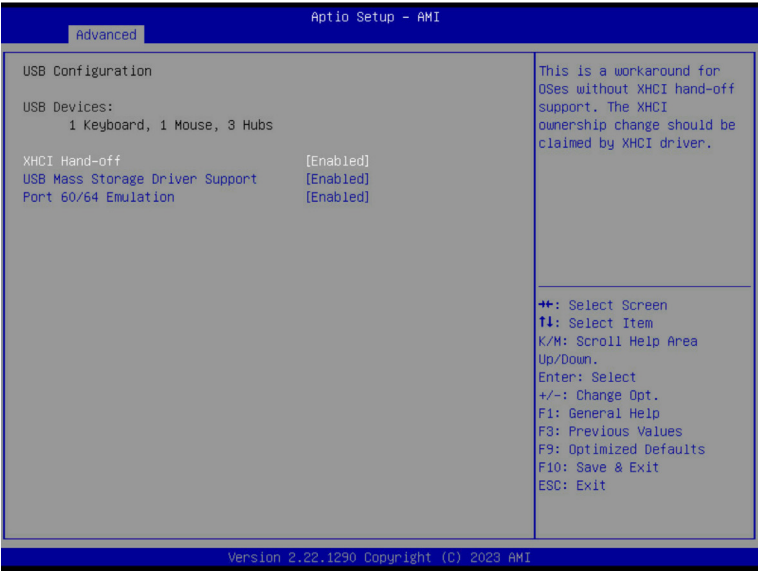 Aptio Setup – AMI
Advanced
USB Configuration
USB Devices:
1 Keyboard, 1 Mouse, 3 Hubs
XHCI Hand-off [Enabled]
USB Mass Storage Driver Support [Enabled]
Port 60/64 Emulation [Enabled]
This is a workaround for
OSes without XHCI hand-off
support. The XHCI
ownership change should be
claimed by XHCI driver.
→←: Select Screen
↑↓: Select Item
K/M: Scroll Help Area
Up/Down.
Enter: Select
+/-: Change Opt.
F1: General Help
F3: Previous Values
F9: Optimized Defaults
F10: Save & Exit
ESC: Exit
Version 2.22.1290 Copyright (C) 2023 AMI